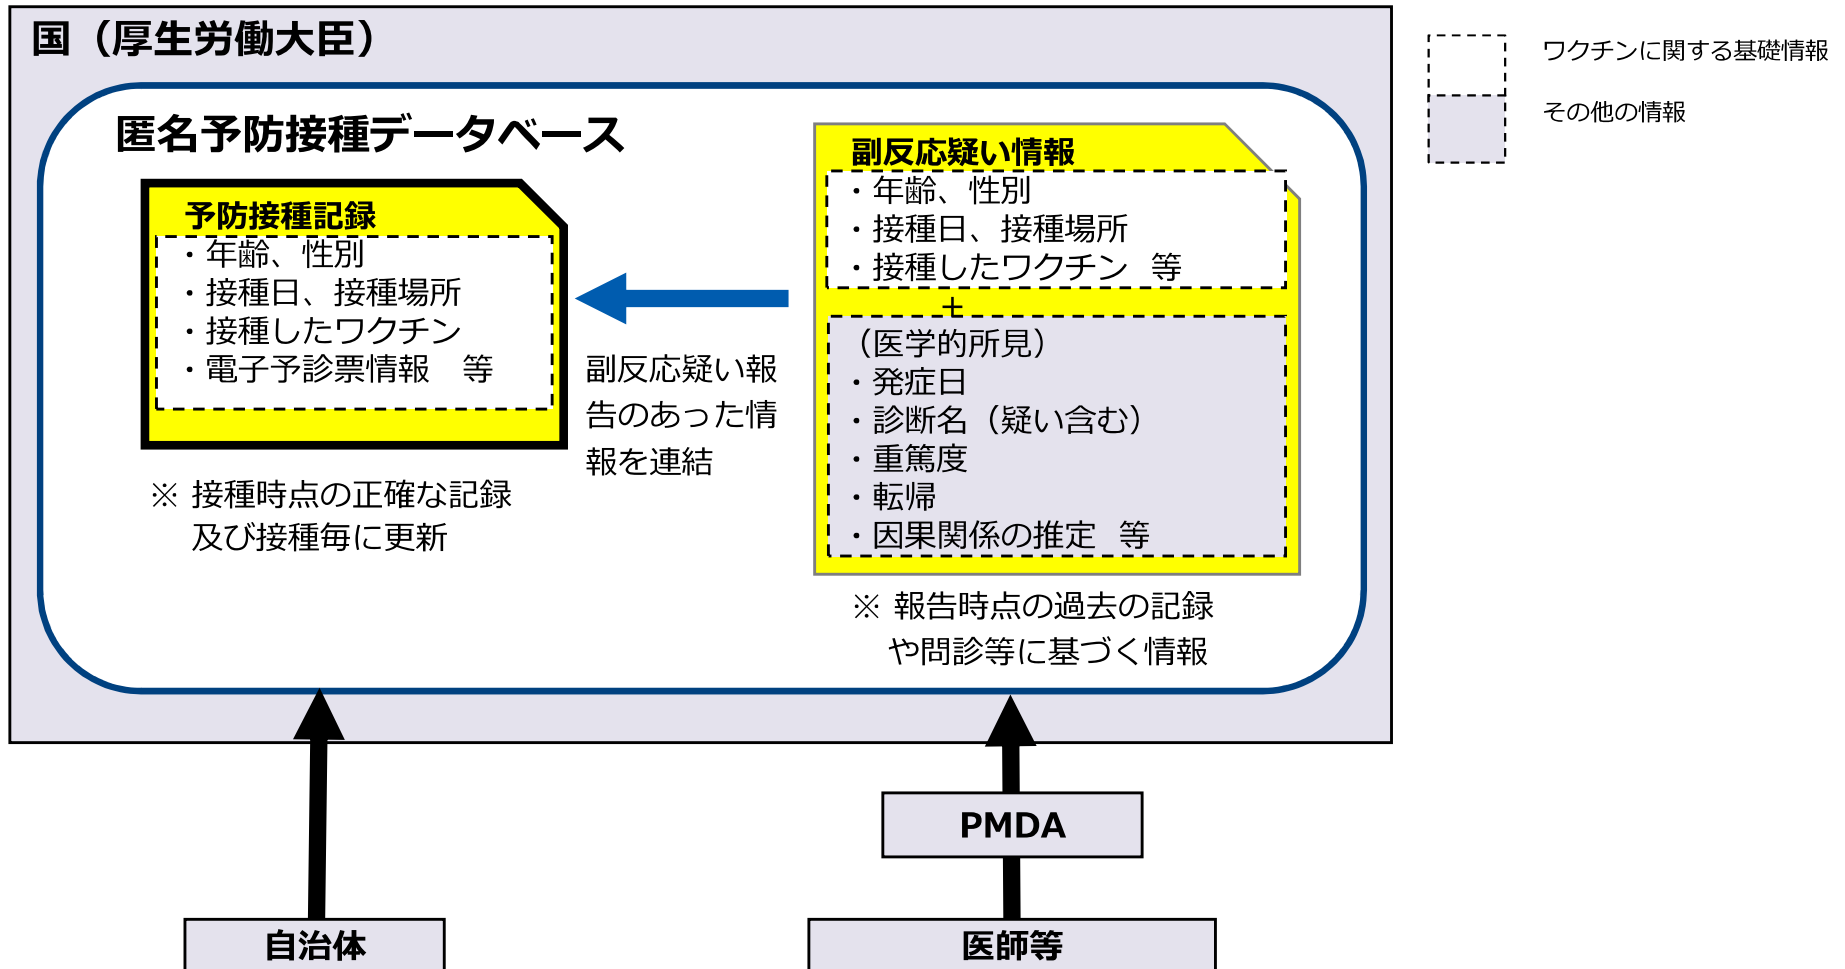 国（厚生労働大臣）
匿名予防接種データベース
予防接種記録
・年齢、性別
・接種日、接種場所
・接種したワクチン
・電子予診票情報　等
※ 接種時点の正確な記録
及び接種毎に更新
副反応疑い報
告のあった情
報を連結
副反応疑い情報
・年齢、性別
・接種日、接種場所
・接種したワクチン 等
＋
（医学的所見）
・発症日
・診断名（疑い含む）
・重篤度
・転帰
・因果関係の推定 等
※ 報告時点の過去の記録
や問診等に基づく情報
ワクチンに関する基礎情報
その他の情報
PMDA
自治体
医師等